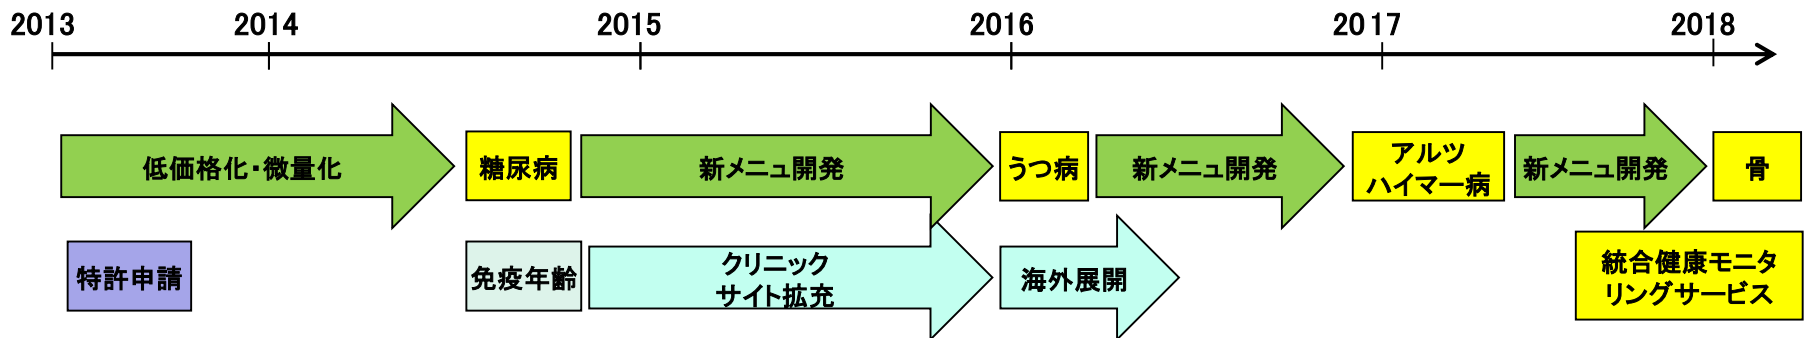 2013
2014
2015
2016
2017
2018
低価格化・微量化
糖尿病
新メニュ開発
うつ病
新メニュ開発
アルツ
ハイマー病
新メニュ開発
骨
特許申請
免疫年齢
クリニック
サイト拡充
海外展開
統合健康モニタ
リングサービス